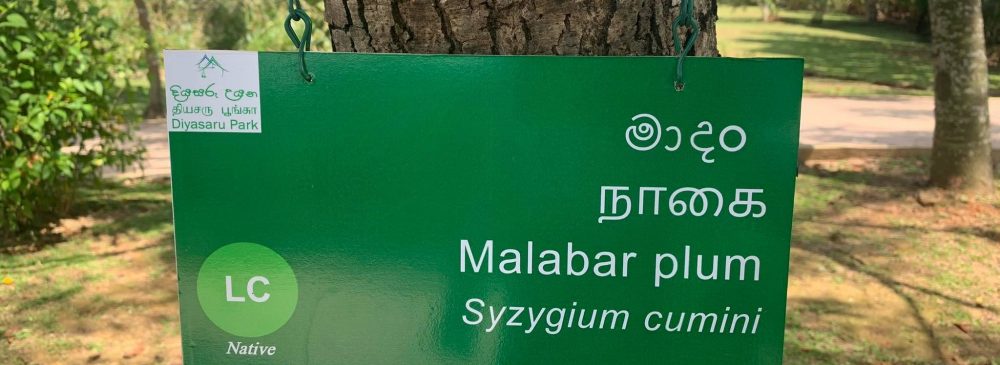 දියසරු උයන
தியசரு பூங்கா
Diyasaru Park
මාදං
நாகை
Malabar plum
Syzygium cumini
LC
Native